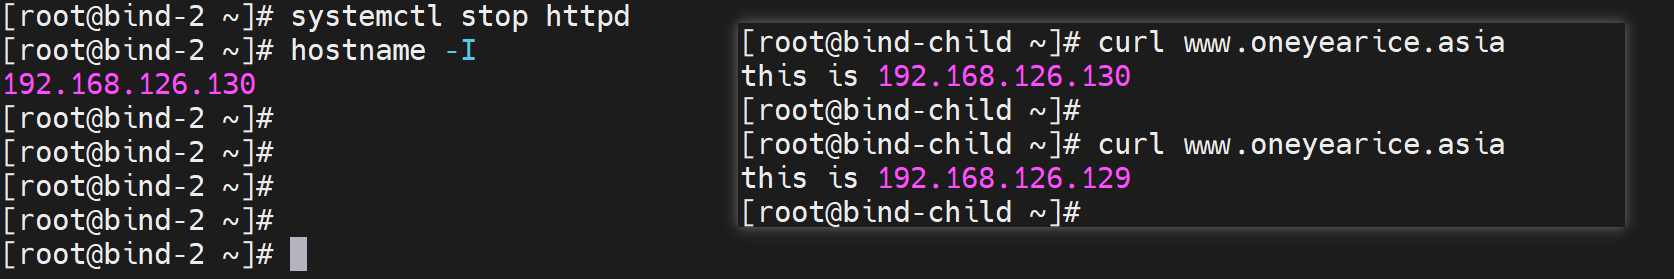 [root@bind-2 ~]# systemctl stop httpd
[root@bind-2 ~]# hostname -I
192.168.126.130
[root@bind-2 ~]#
[root@bind-2 ~]#
[root@bind-2 ~]#
[root@bind-2 ~]#
[root@bind-2 ~]#
[root@bind-child ~]# curl www.oneyearice.asia
this is 192.168.126.130
[root@bind-child ~]#
[root@bind-child ~]# curl www.oneyearice.asia
this is 192.168.126.129
[root@bind-child ~]#